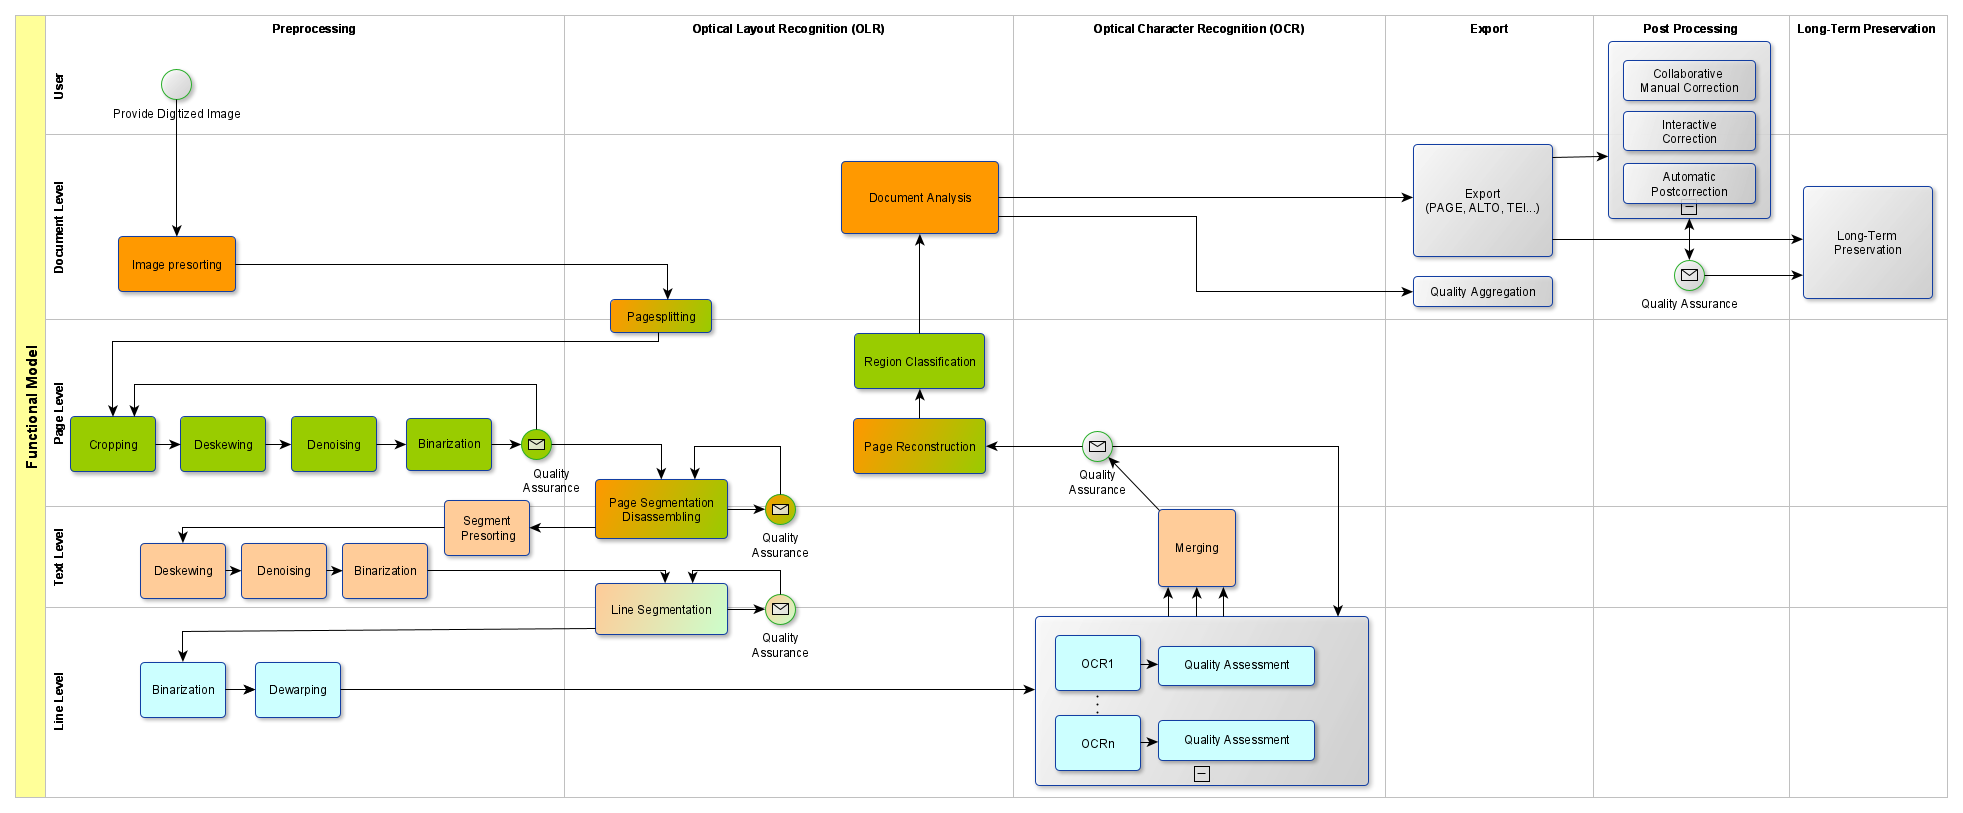 Functional Model
Preprocessing
Optical Layout Recognition (OLR)
Optical Character Recognition (OCR)
Export
Post Processing
Long-Term Preservation
User
Provide Digitized Image
Collaborative
Manual Correction
Interactive
Correction
Automatic
Postcorrection
Document Level
Image presorting
Pagesplitting
Document Analysis
Export
(PAGE, ALTO, TEI...)
Quality Aggregation
Quality Assurance
Long-Term
Preservation
Page Level
Cropping
Deskewing
Denoising
Binarization
Quality
Assurance
Region Classification
Page Reconstruction
Quality
Assurance
Page Segmentation
Disassembling
Quality
Assurance
Text Level
Segment
Presorting
Deskewing
Denoising
Binarization
Line Segmentation
Quality
Assurance
Merging
Line Level
Binarization
Dewarping
OCR1
Quality Assessment
OCRn
Quality Assessment